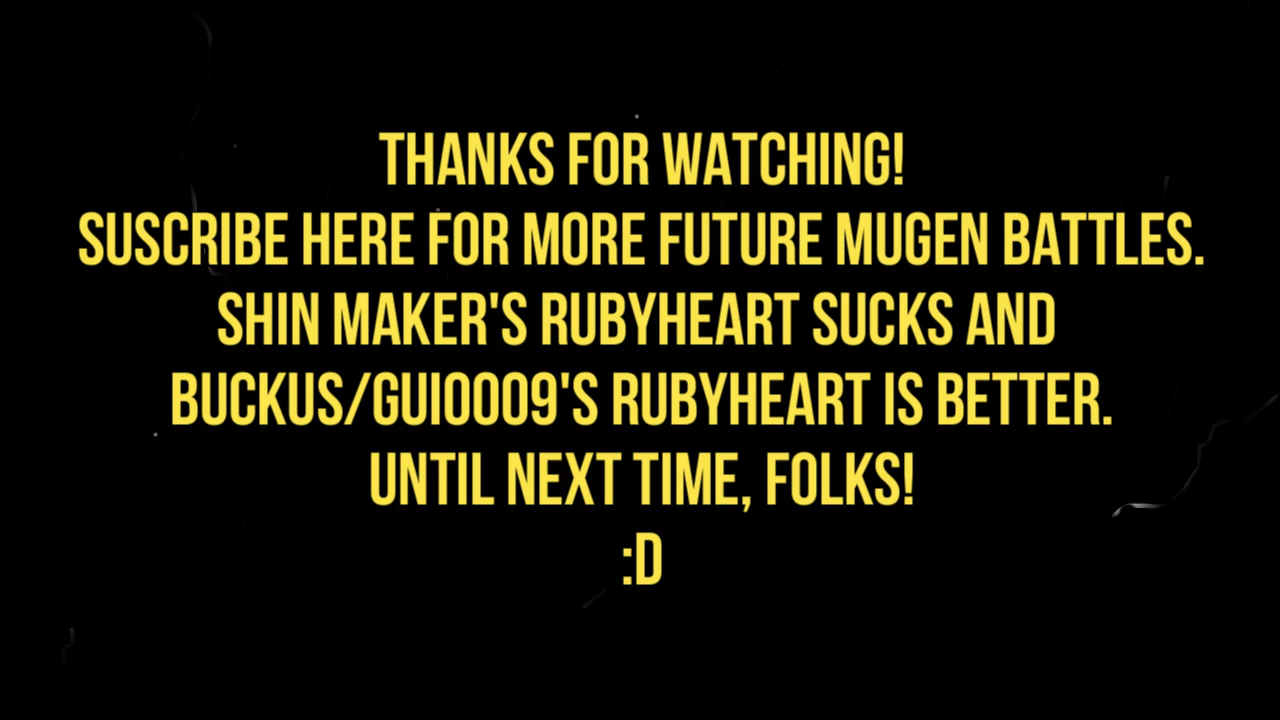 THANKS FOR WATCHING!
SUSCRIBE HERE FOR MORE FUTURE MUGEN BATTLES.
SHIN MAKER'S RUBYHEART SUCKS AND
BUCKUS/GUI0009'S RUBYHEART IS BETTER.
UNTIL NEXT TIME, FOLKS!
:D